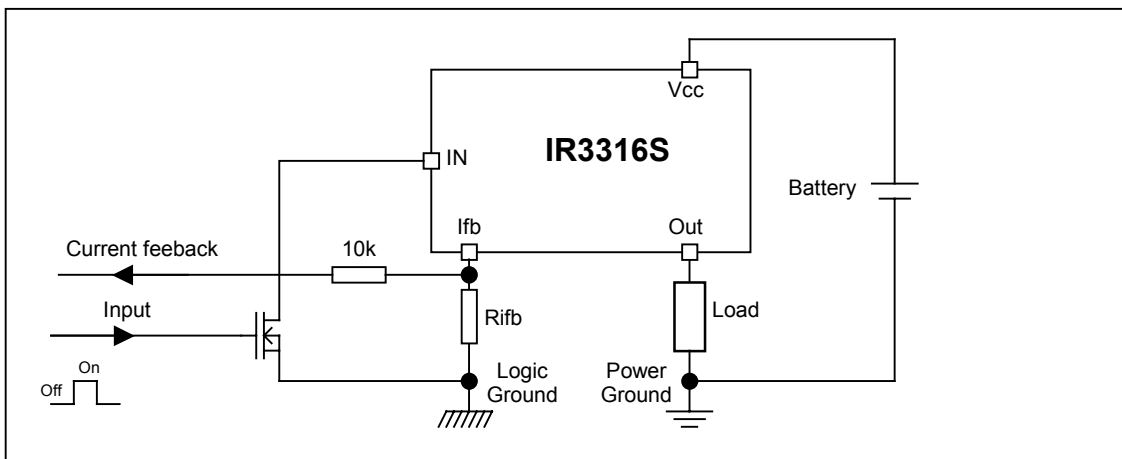 Vcc
IR3316S
IN
Battery
Ifb
Out
Current feeback
10k
Input
Rifb
Load
On
Off
Logic
Ground
Power
Ground